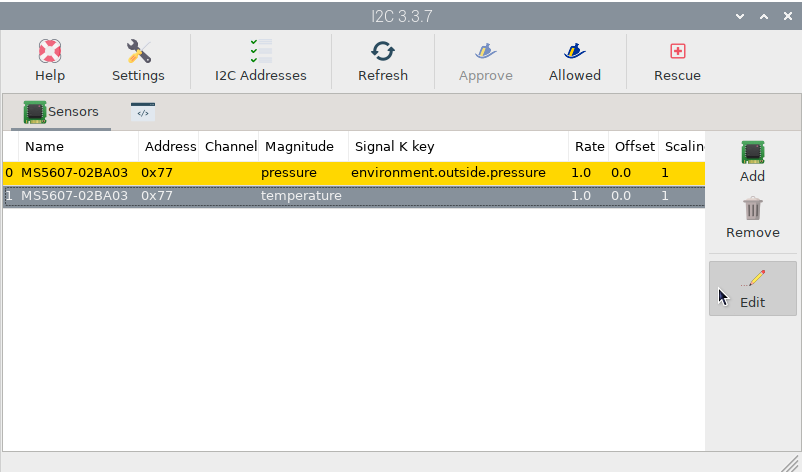 I2C 3.3.7
Help Settings I2C Addresses Refresh Approve Allowed Rescue
Sensors </>
Name Address Channel Magnitude Signal K key Rate Offset Scalin
0 MS5607-02BA03 0x77 pressure environment.outside.pressure 1.0 0.0 1
1 MS5607-02BA03 0x77 temperature 1.0 0.0 1
Add
Remove
Edit